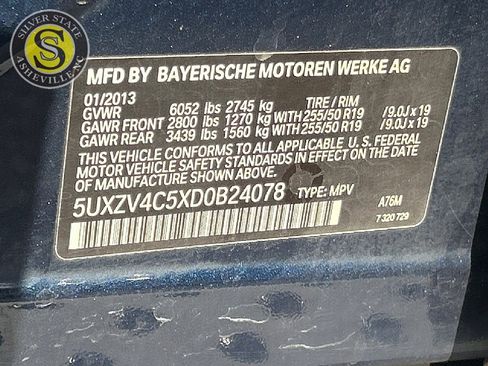 SILVER STATE
S
ASHEVILLE NC
MFD BY BAYERISCHE MOTOREN WERKE AG
01/2013
GVWR 6052 lbs 2745 kg TIRE / RIM
GAWR FRONT 2800 lbs 1270 kg WITH 255/50 R19 / 9.0J x 19
GAWR REAR 3439 lbs 1560 kg WITH 255/50 R19 / 9.0J x 19
THIS VEHICLE CONFORMS TO ALL APPLICABLE U. S. FEDERAL
MOTOR VEHICLE SAFETY STANDARDS IN EFFECT ON THE DATE
OF MANUFACTURE SHOWN ABOVE.
5UXZV4C5XD0B24078 TYPE: MPV A76M
7 320 729